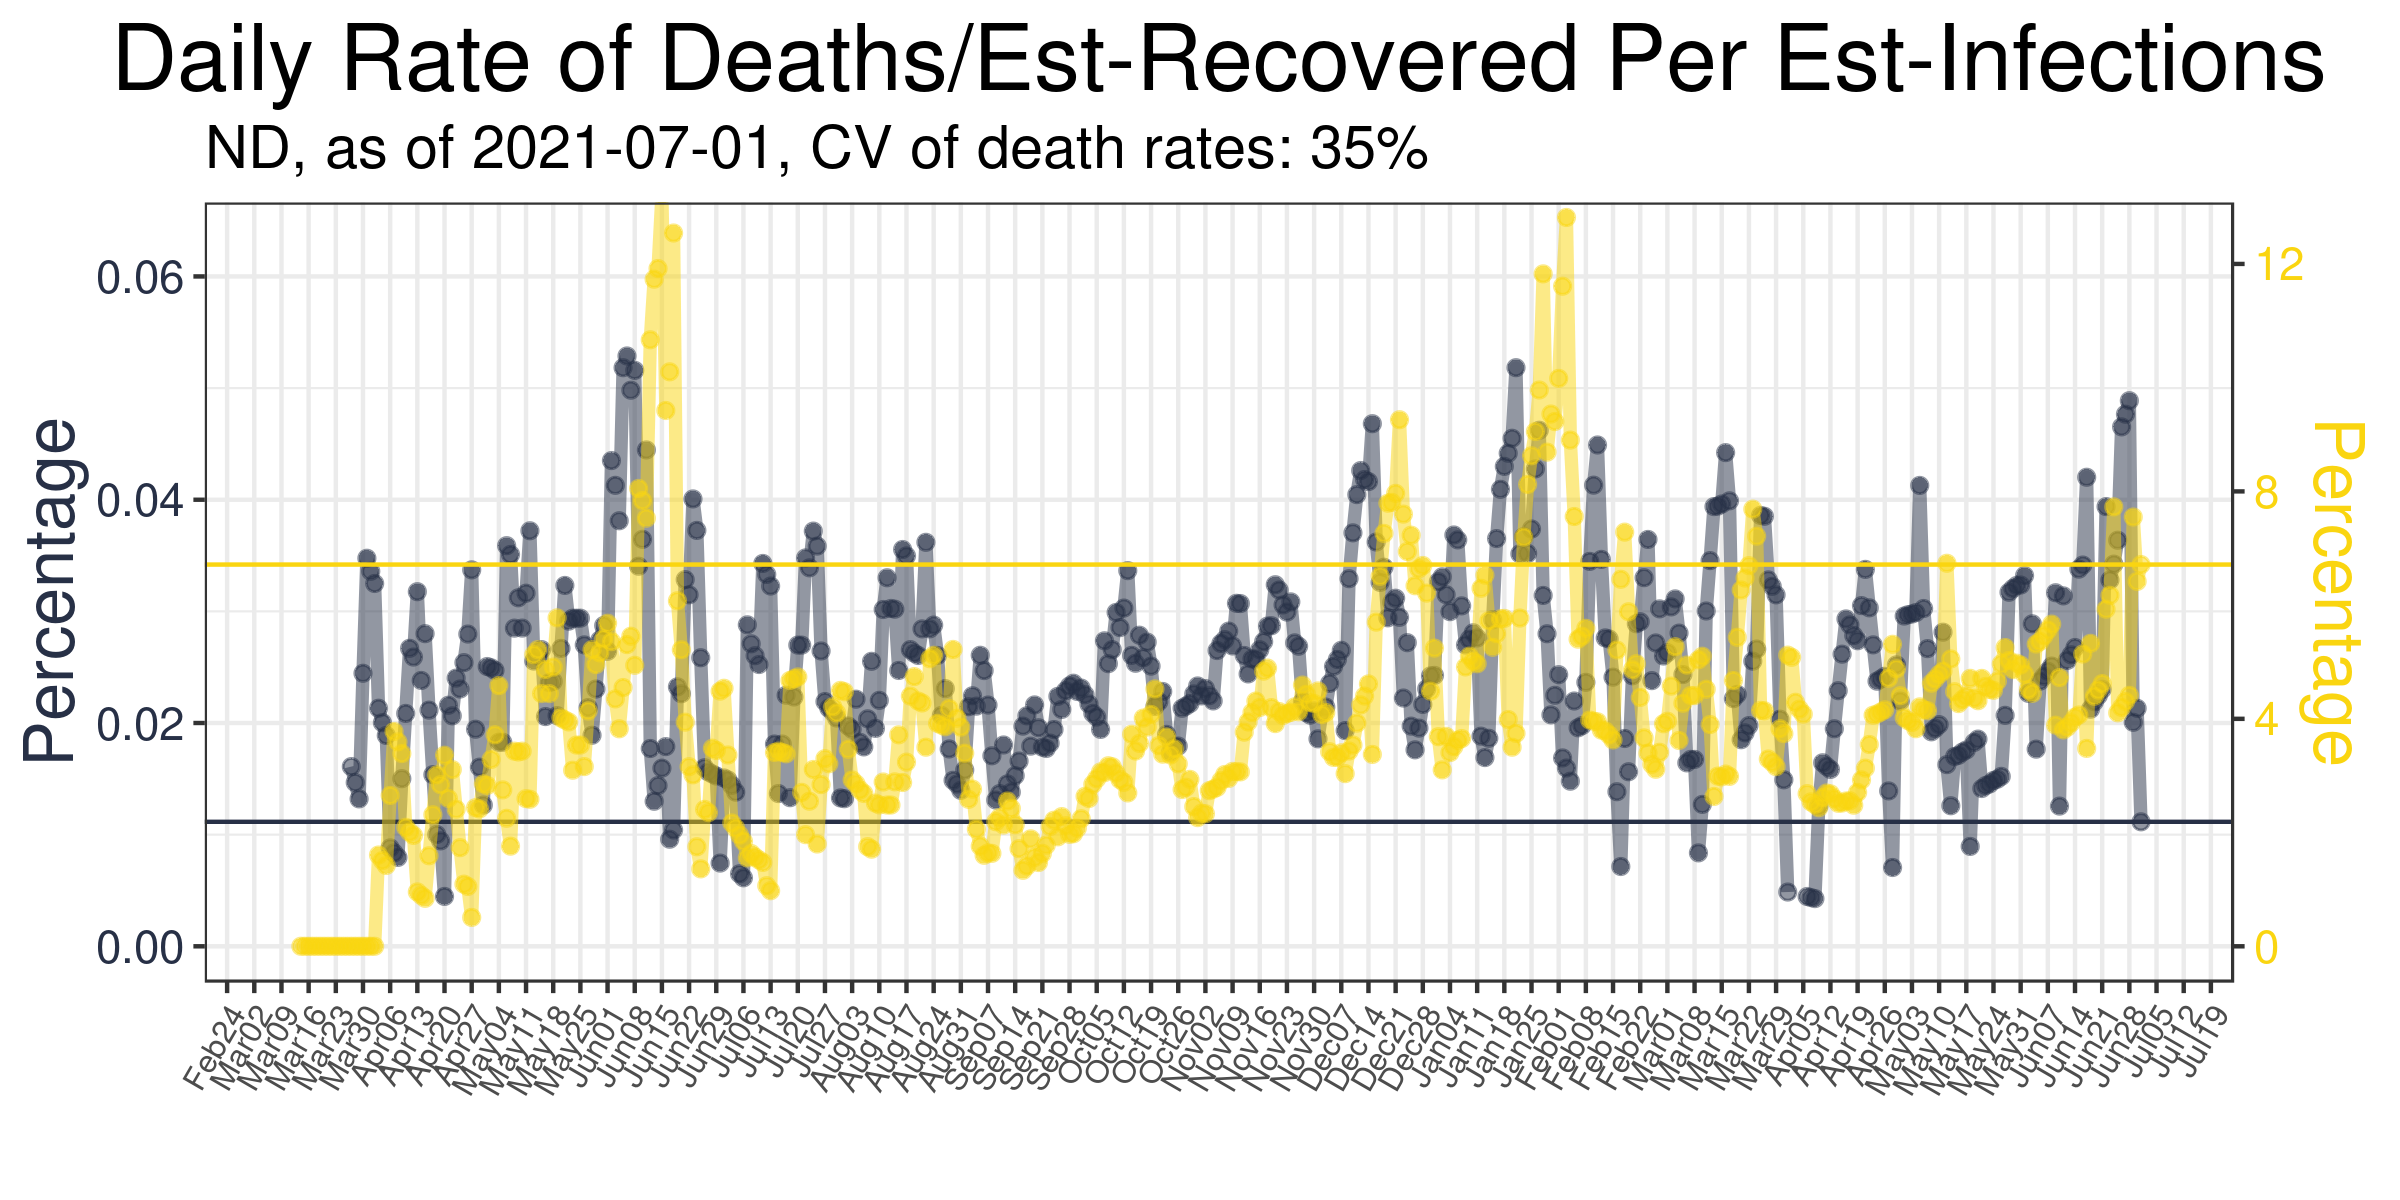 Daily Rate of Deaths/Est-Recovered Per Est-Infections
ND, as of 2021-07-01, CV of death rates: 35%
Percentage
0.06
0.04
0.02
0.00
12
8
4
0
Percentage
Feb24
Mar02
Mar09
Mar16
Mar23
Mar30
Apr06
Apr13
Apr20
Apr27
May04
May11
May18
May25
Jun01
Jun08
Jun15
Jun22
Jun29
Jul06
Jul13
Jul20
Jul27
Aug03
Aug10
Aug17
Aug24
Aug31
Sep07
Sep14
Sep21
Sep28
Oct05
Oct12
Oct19
Oct26
Nov02
Nov09
Nov16
Nov23
Nov30
Dec07
Dec14
Dec21
Dec28
Jan04
Jan11
Jan18
Jan25
Feb01
Feb08
Feb15
Feb22
Mar01
Mar08
Mar15
Mar22
Mar29
Apr05
Apr12
Apr19
Apr26
May03
May10
May17
May24
May31
Jun07
Jun14
Jun21
Jun28
Jul05
Jul12
Jul19